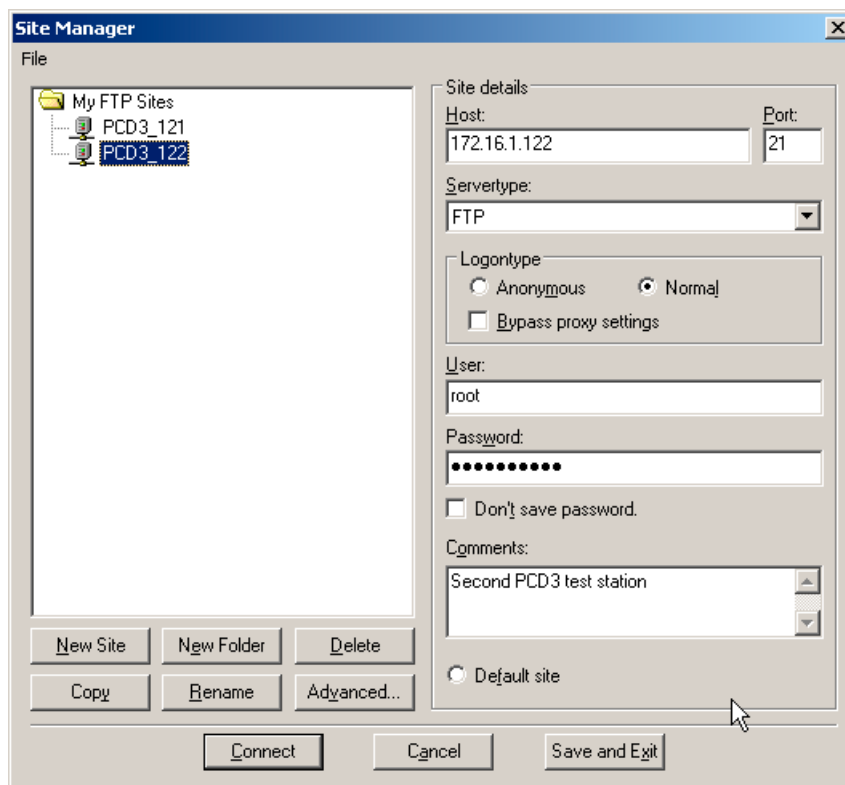 Site Manager
File
My FTP Sites
PCD3_121
PCD3_122
New Site New Folder Delete
Copy Rename Advanced...
Site details
Host: Port:
172.16.1.122 21
Servertype:
FTP
Logontype
Anonymous Normal
Bypass proxy settings
User:
root
Password:
●●●●●●●●●●
Don't save password.
Comments:
Second PCD3 test station
Default site
Connect Cancel Save and Exit